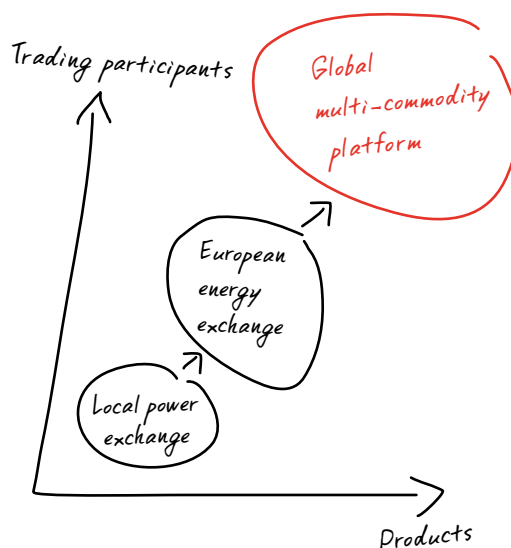 Trading participants
Global
multi-commodity
platform
European
energy
exchange
Local power
exchange
Products